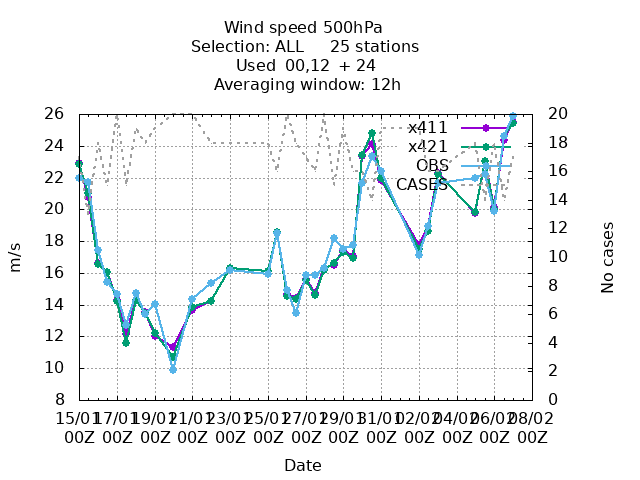 Wind speed 500hPa
Selection: ALL 25 stations
Used 00,12 + 24
Averaging window: 12h
26
24
22
20
18
16
14
12
10
8
m/s
20
18
16
14
12
10
8
6
4
2
0
No cases
x411
x421
OBS
CASES
15/01 17/01 19/01 21/01 23/01 25/01 27/01 29/01 31/01 02/02 04/02 06/02 08/02
00Z 00Z 00Z 00Z 00Z 00Z 00Z 00Z 00Z 00Z 00Z 00Z 00Z
Date